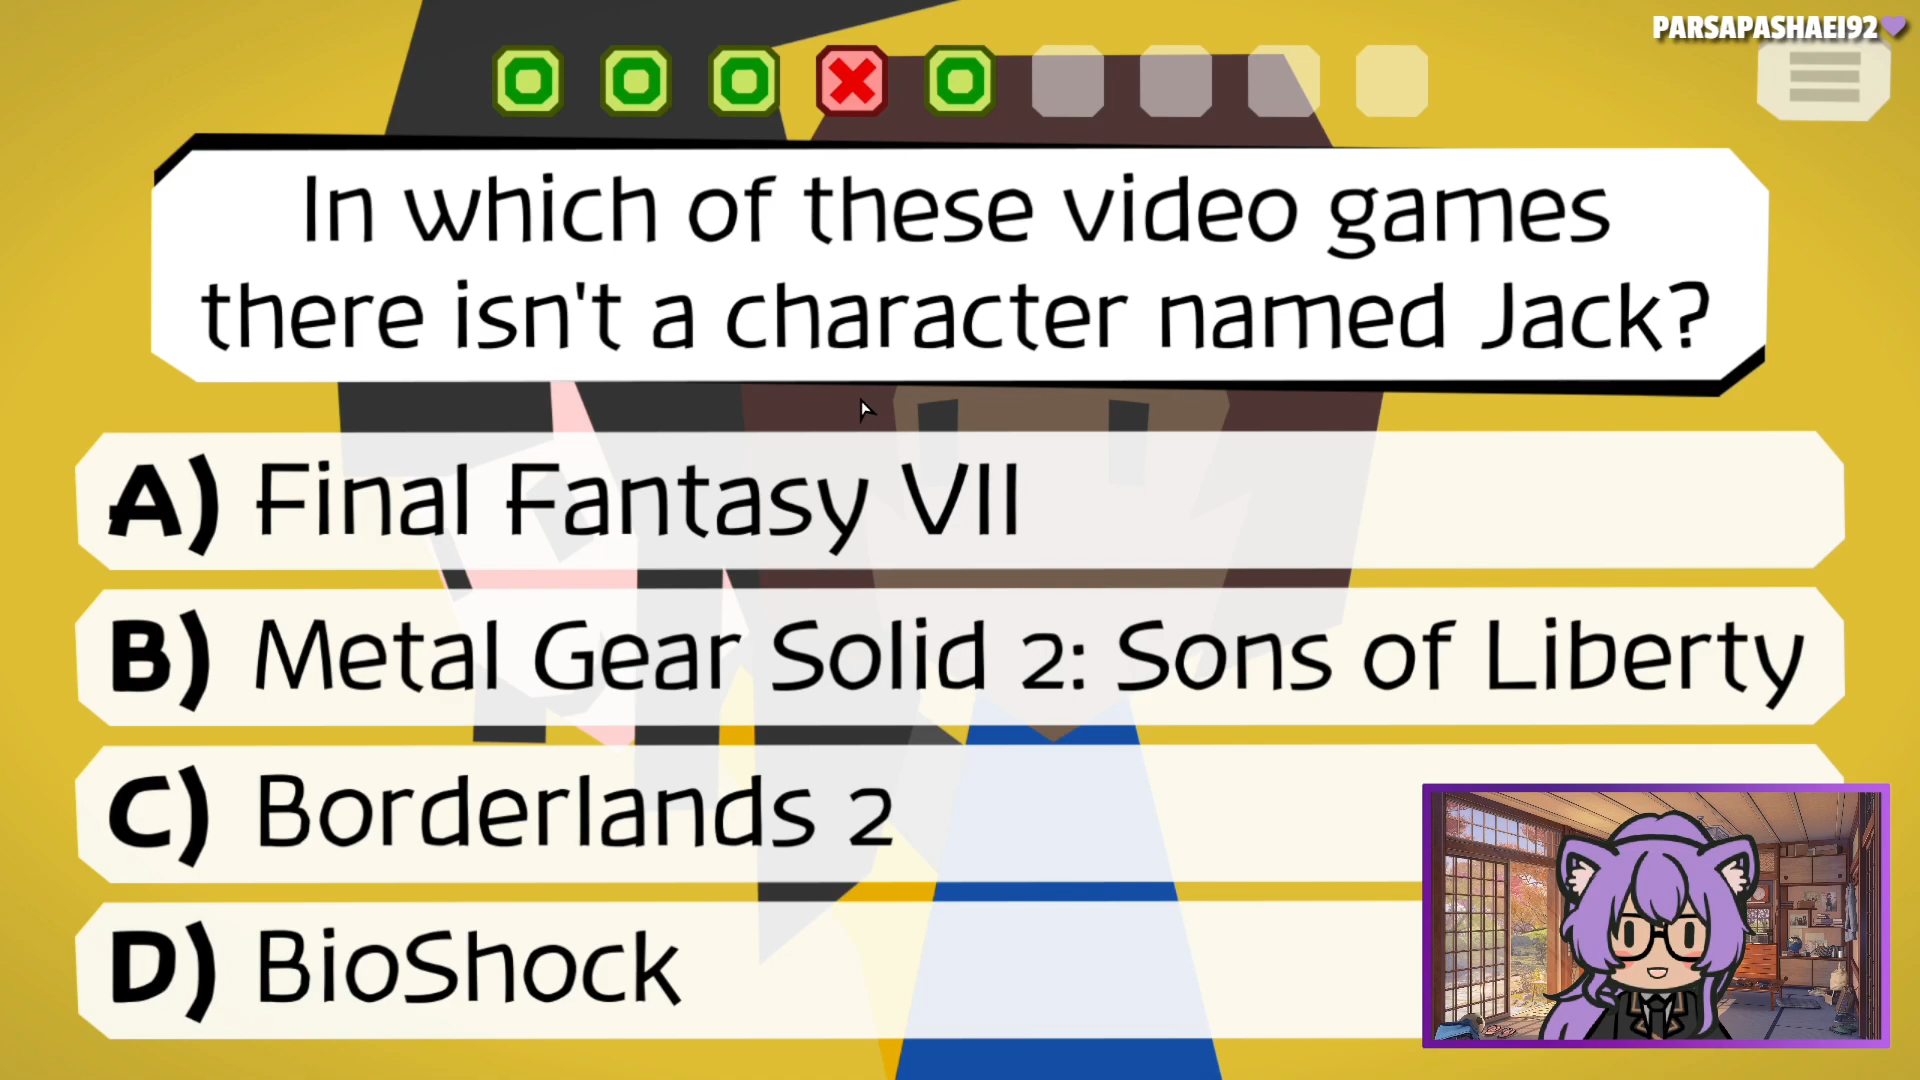 PARSAPASHAEI92
In which of these video games
there isn't a character named Jack?
A) Final Fantasy VII
B) Metal Gear Solid 2: Sons of Liberty
C) Borderlands 2
D) BioShock